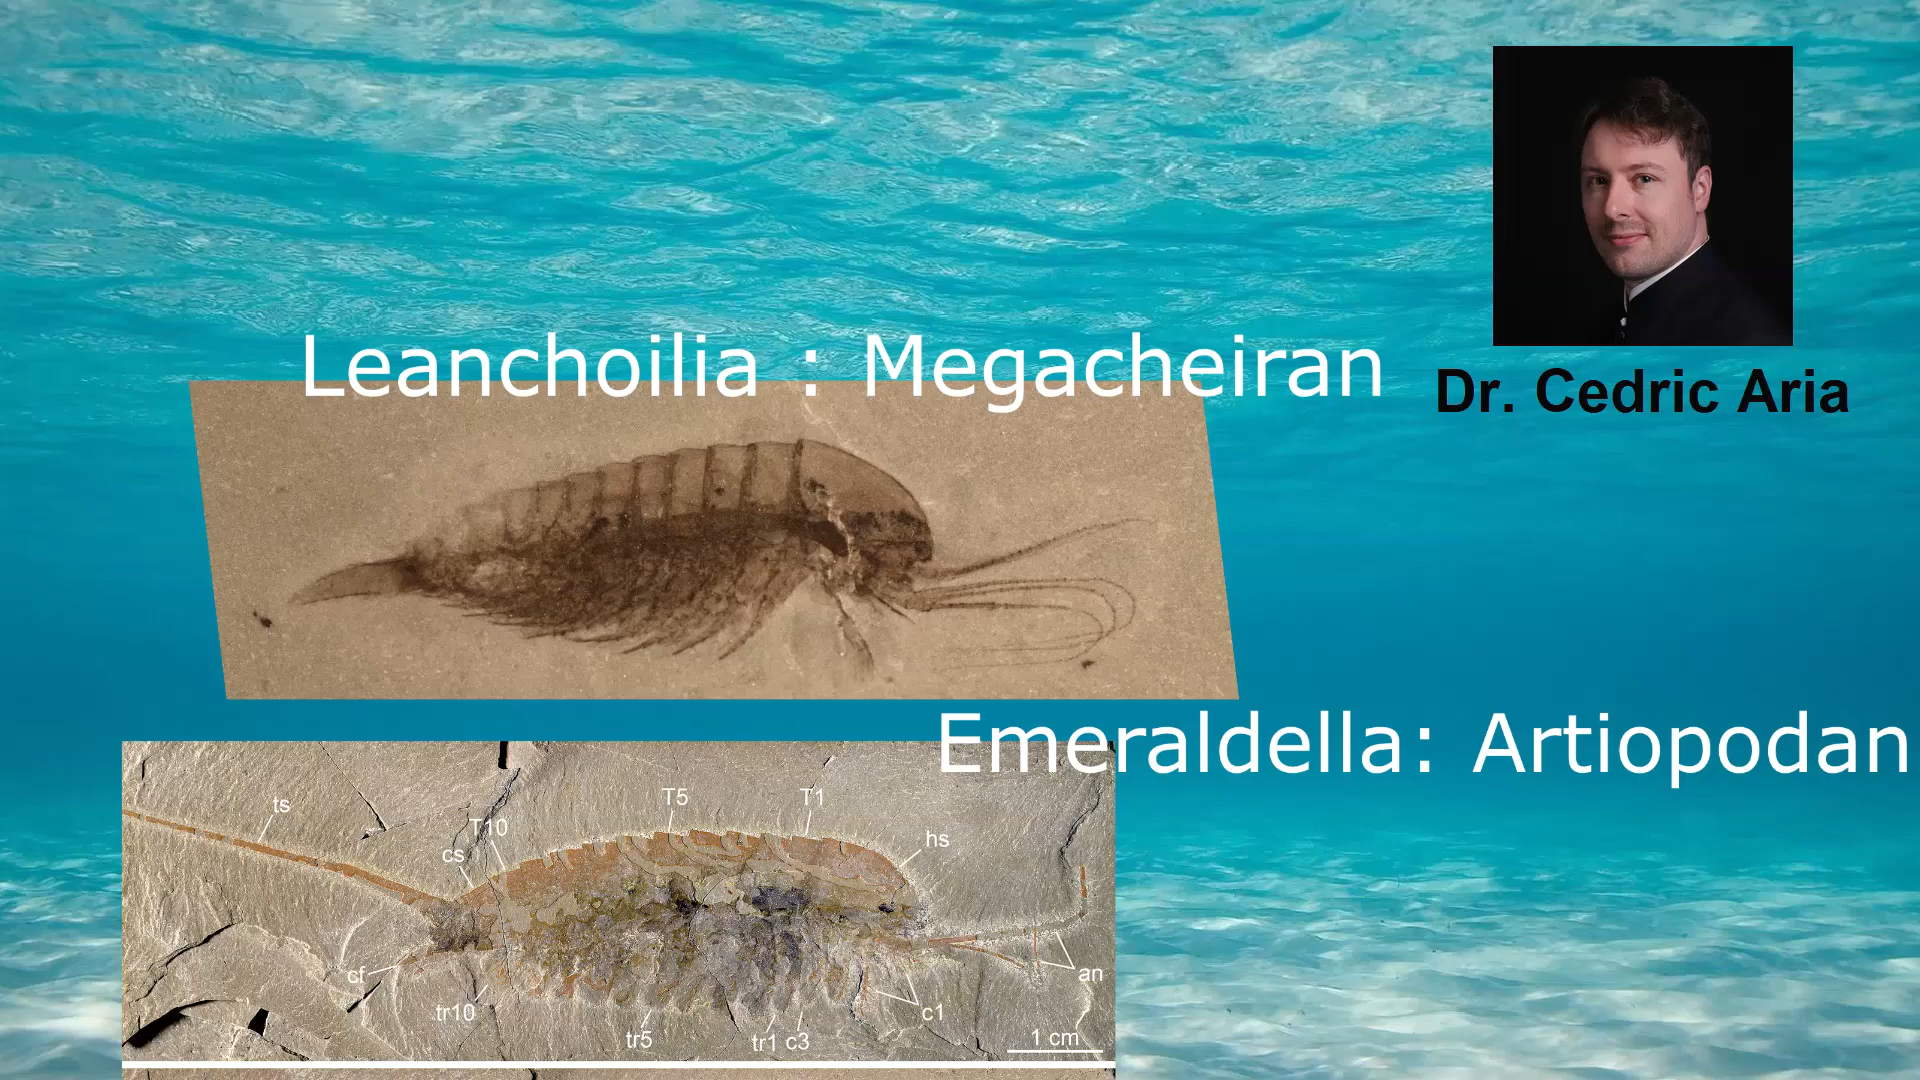 Leanchoilia : Megacheiran
Dr. Cedric Aria
Emeraldella: Artiopodan
ts
T10
T5
T1
cs
hs
cf
an
tr10
c1
tr5
tr1 c3
1 cm